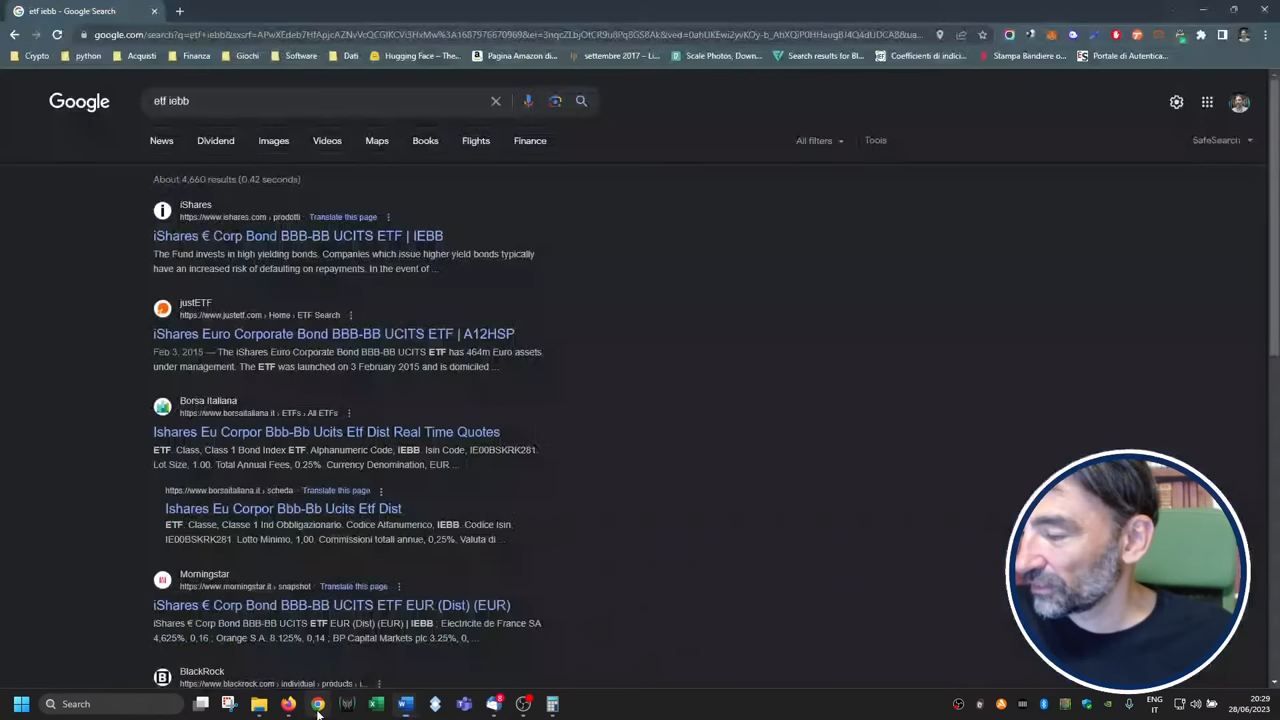 etf iebb - Google Search
Crypto
Acquisti
Finanza
Giochi
Software
Dati
Hugging Face – The...
Pagina Amazon di...
settembre 2017 – Li...
Scale Photos, Down...
Search results for Bl...
Coefficienti di indici...
Stampa Bandiere o...
Portale di Autentica...
Google
etf iebb
News
Dividend
Images
Videos
Maps
Books
Flights
Finance
All filters
Tools
SafeSearch
About 4,660 results (0.42 seconds)
iShares
https://www.ishares.com › prodotti · Translate this page
iShares € Corp Bond BBB-BB UCITS ETF | IEBB
The Fund invests in high yielding bonds. Companies which issue higher yield bonds typically
have an increased risk of defaulting on repayments. In the event of ...
justETF
https://www.justetf.com › Home › ETF Search
iShares Euro Corporate Bond BBB-BB UCITS ETF | A12HSP
Feb 3, 2015 — The iShares Euro Corporate Bond BBB-BB UCITS ETF has 464m Euro assets
under management. The ETF was launched on 3 February 2015 and is domiciled ...
Borsa Italiana
https://www.borsaitaliana.it › ETFs › All ETFs
Ishares Eu Corpor Bbb-Bb Ucits Etf Dist Real Time Quotes
ETF. Class, Class 1 Bond Index ETF. Alphanumeric Code, IEBB. Isin Code, IE00BSKRK281.
Lot Size, 1.00. Total Annual Fees, 0.25%. Currency Denomination, EUR ...
https://www.borsaitaliana.it › scheda · Translate this page
Ishares Eu Corpor Bbb-Bb Ucits Etf Dist
ETF. Classe, Classe 1 Ind Obbligazionario. Codice Alfanumerico, IEBB. Codice Isin,
IE00BSKRK281. Lotto Minimo, 1,00. Commissioni totali annue, 0,25%. Valuta di ...
Morningstar
https://www.morningstar.it › snapshot · Translate this page
iShares € Corp Bond BBB-BB UCITS ETF EUR (Dist) (EUR)
iShares € Corp Bond BBB-BB UCITS ETF EUR (Dist) (EUR) | IEBB ; Electricite de France SA
4,625%, 0,16 ; Orange S.A. 8.125%, 0,14 ; BP Capital Markets plc 3.25%, 0, ...
BlackRock
https://www.blackrock.com › individual › products › i...
Search
8
ENG
IT
20:29
28/06/2023